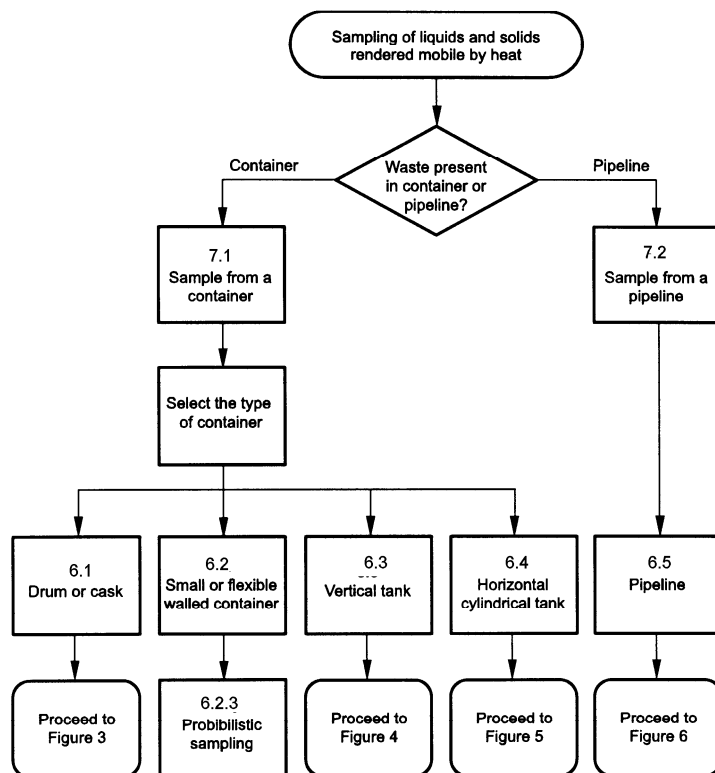 Sampling of liquids and solids
rendered mobile by heat
Container
Waste present
in container or
pipeline?
Pipeline
7.1
Sample from a
container
7.2
Sample from a
pipeline
Select the type
of container
6.1
Drum or cask
6.2
Small or flexible
walled container
6.3
Vertical tank
6.4
Horizontal
cylindrical tank
6.5
Pipeline
Proceed to
Figure 3
6.2.3
Probibilistic
sampling
Proceed to
Figure 4
Proceed to
Figure 5
Proceed to
Figure 6